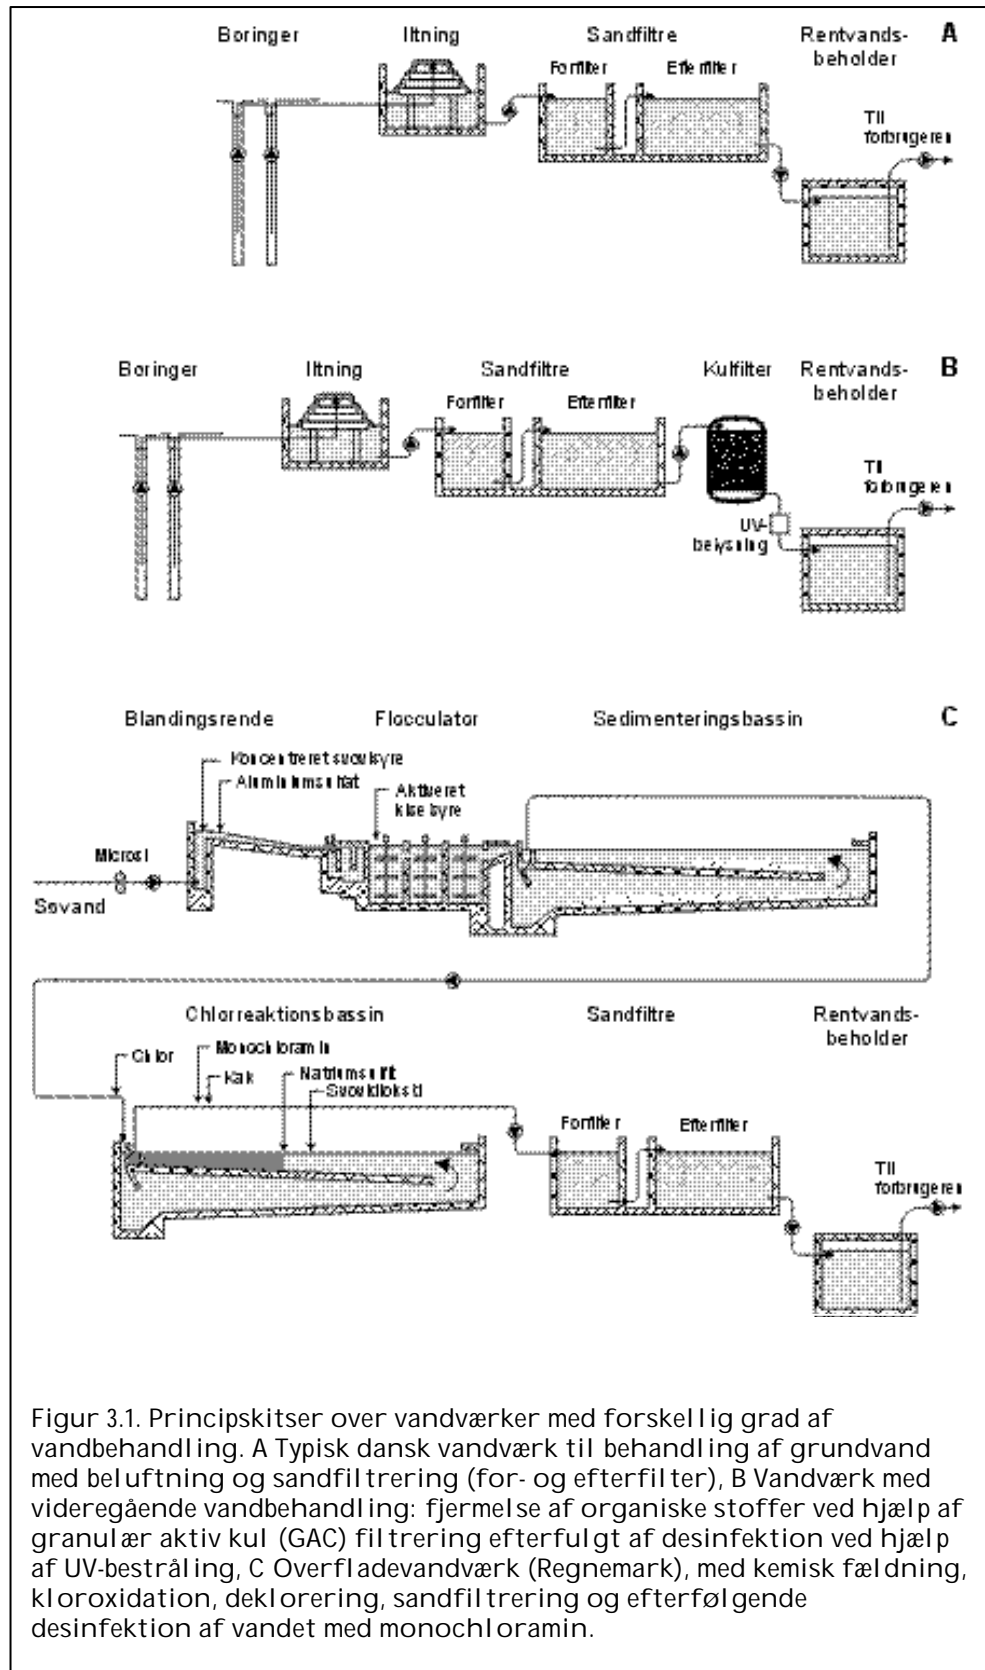 Boringer
Iltning
Sandfiltre
Rentvands-
beholder
A
Forfilter
Efterfilter
Til
forbrugeren
Boringer
Iltning
Sandfiltre
Kulfilter
Rentvands-
beholder
B
Forfilter
Efterfilter
Til
forbrugeren
UV-
belysning
Blandingsrende
Flocculator
Sedimenteringsbassin
C
Koncentreret svovlsyre
Aluminiumsulfat
Aktiveret
kiselsyre
Microsi
Søvand
Chlorreaktionsbassin
Sandfiltre
Rentvands-
beholder
Chlor
Monochloramin
Kalk
Natriumsulfit
Forfilter
Efterfilter
Til
forbrugeren
Figur 3.1. Principskitser over vandværker med forskellig grad af
vandbehandling. A Typisk dansk vandværk til behandling af grundvand
med beluftning og sandfiltrering (for- og efterfilter), B Vandværk med
videregående vandbehandling: fjermelse af organiske stoffer ved hjælp af
granulær aktiv kul (GAC) filtrering efterfulgt af desinfektion ved hjælp
af UV-bestråling, C Overfladevandværk (Regnemark), med kemisk fældning,
kloroxidation, deklorering, sandfiltrering og efterfølgende
desinfektion af vandet med monochloramin.